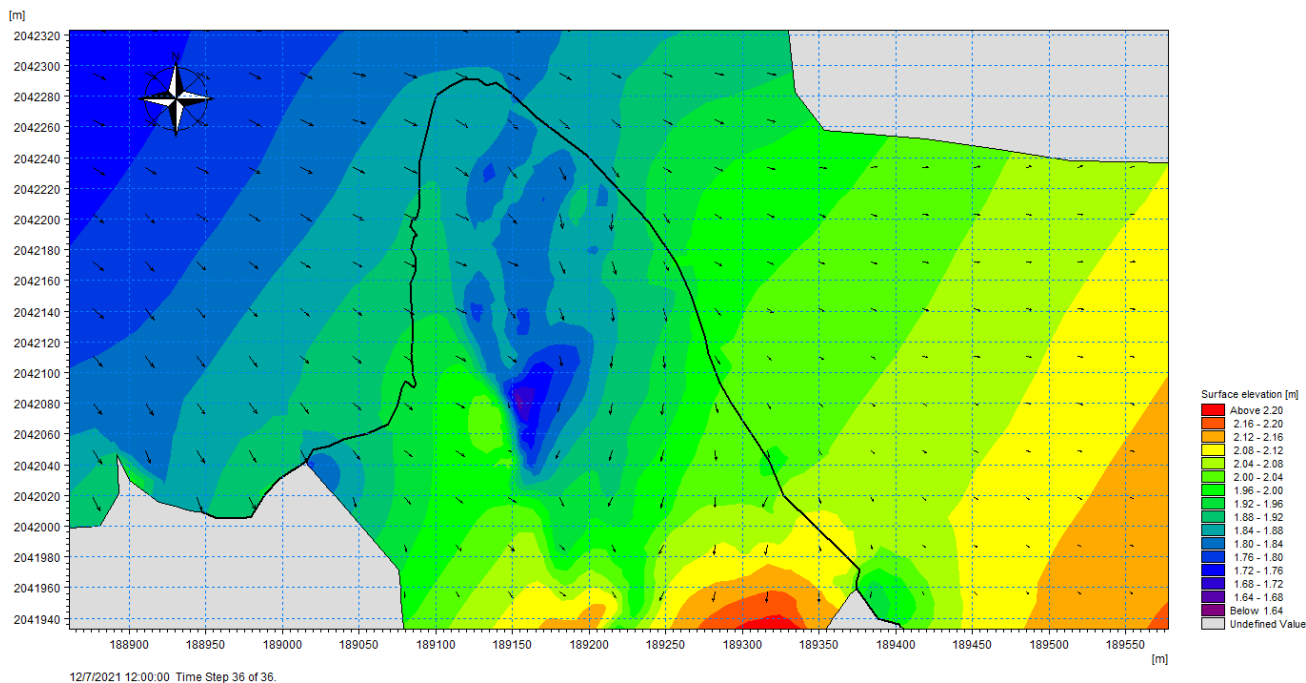 [m]
2042320
2042300
2042280
2042260
2042240
2042220
2042200
2042180
2042160
2042140
2042120
2042100
2042080
2042060
2042040
2042020
2042000
2041980
2041960
2041940
N
188900 188950 189000 189050 189100 189150 189200 189250 189300 189350 189400 189450 189500 189550
[m]
12/7/2021 12:00:00 Time Step 36 of 36.
Surface elevation [m]
Above 2.20
2.16 - 2.20
2.12 - 2.16
2.08 - 2.12
2.04 - 2.08
2.00 - 2.04
1.96 - 2.00
1.92 - 1.96
1.88 - 1.92
1.84 - 1.88
1.80 - 1.84
1.76 - 1.80
1.72 - 1.76
1.68 - 1.72
1.64 - 1.68
Below 1.64
Undefined Value